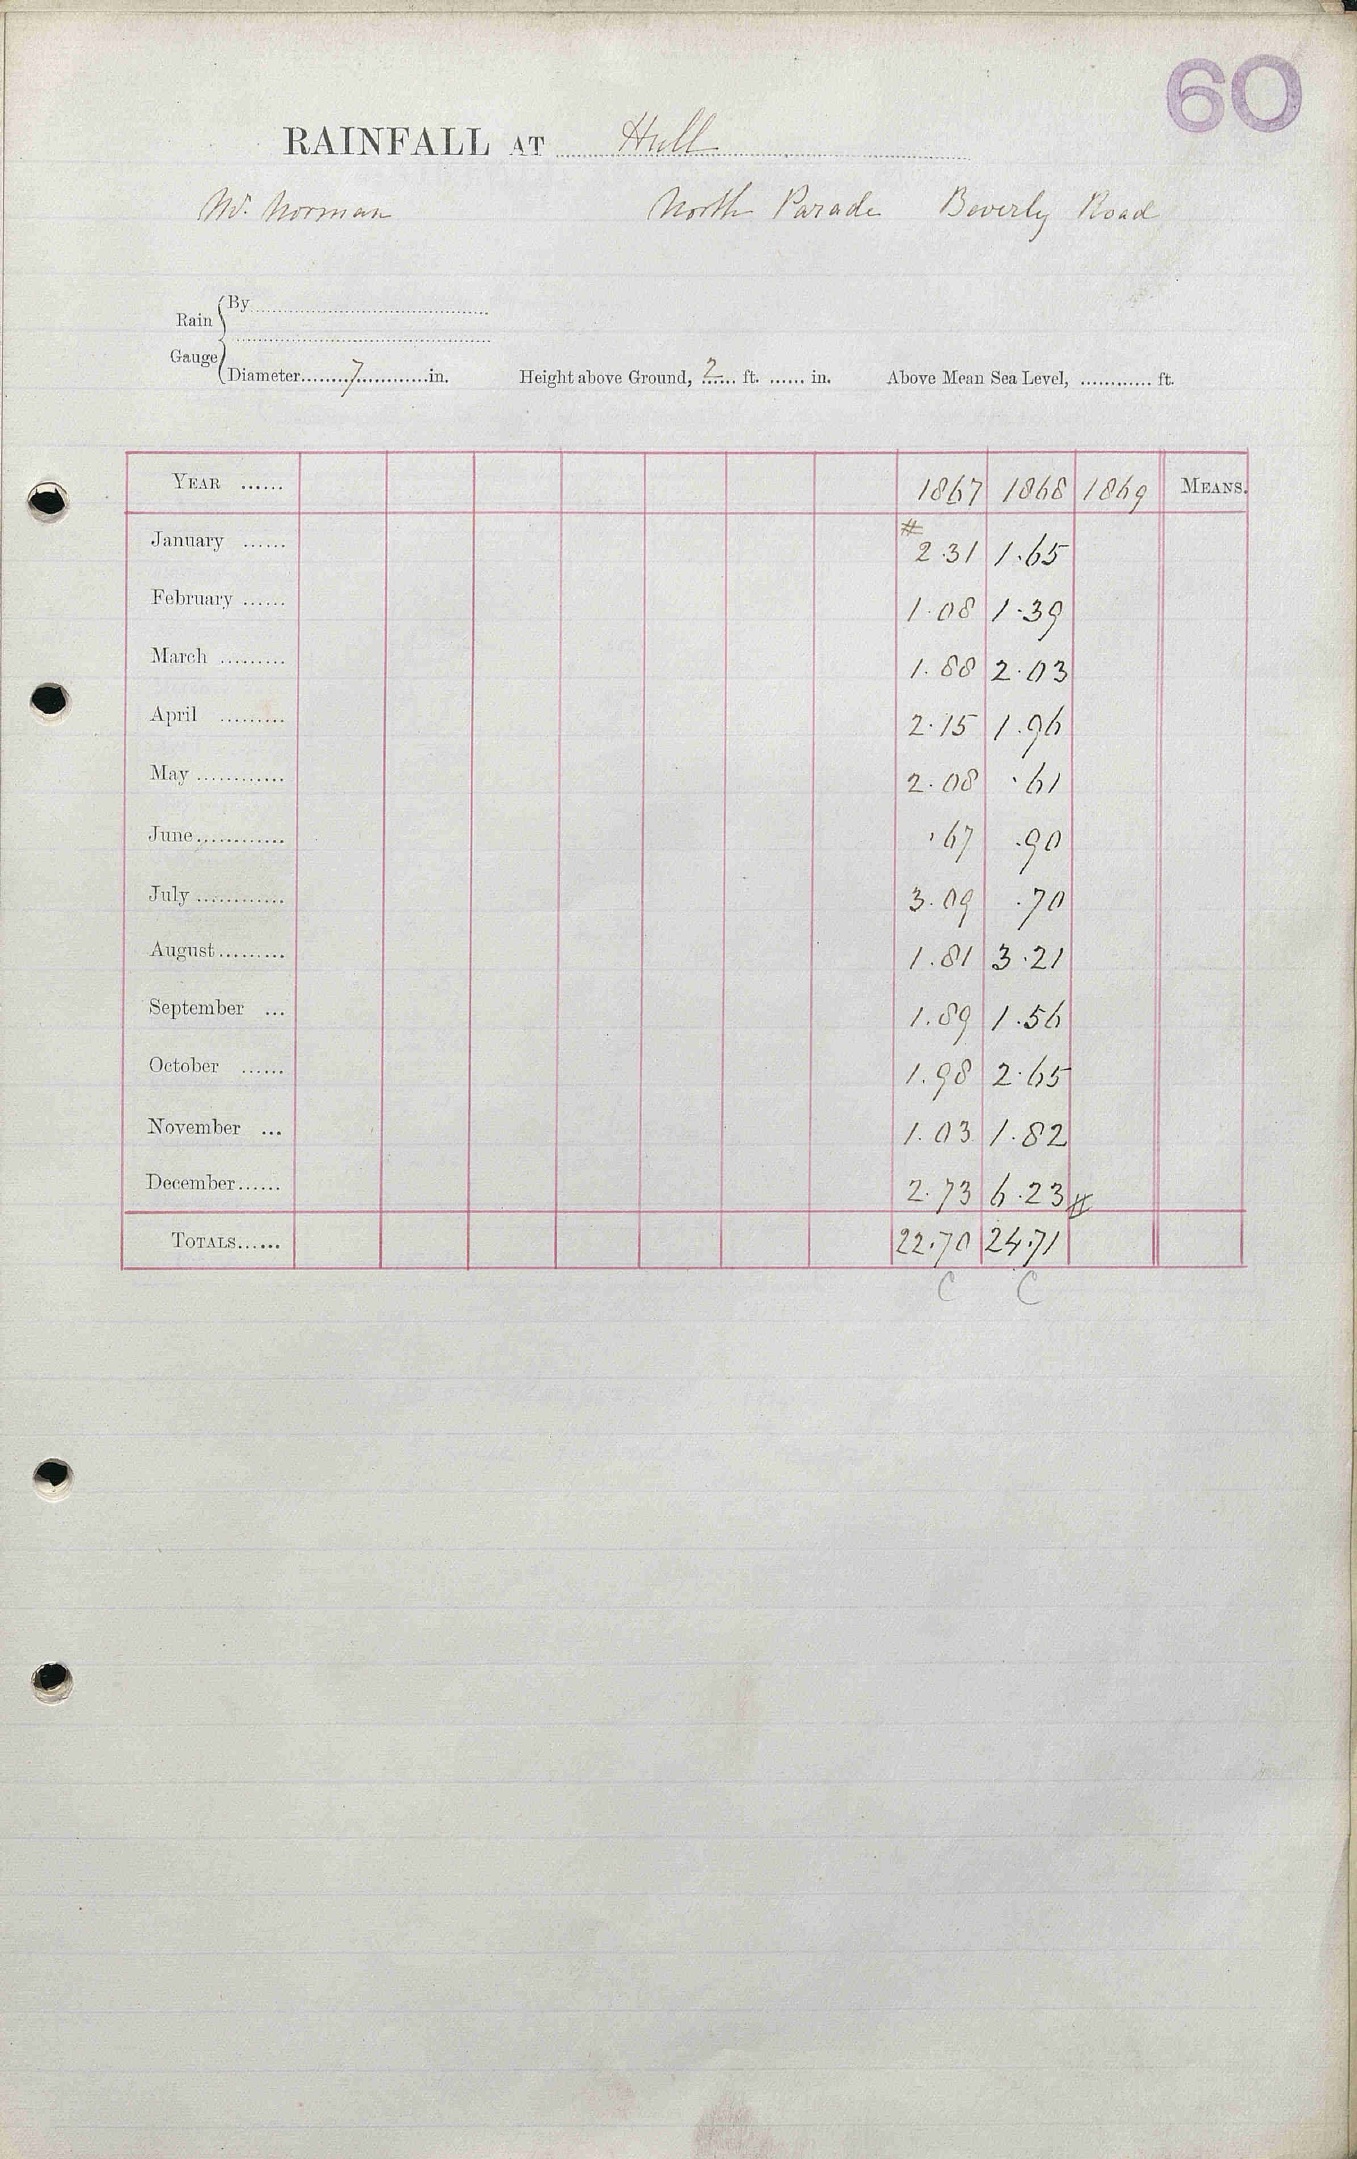 60
RAINFALL AT Hull
Mr. Norman North Parade Beverly Road
Rain Gauge
By
Diameter 7 in. Height above Ground, 2 ft. in. Above Mean Sea Level, ft.
YEAR 1867 1868 1869 MEANS.
January # 2.31 1.65
February 1.08 1.39
March 1.88 2.03
April 2.15 1.96
May 2.08 .61
June .67 .90
July 3.09 .70
August 1.81 3.21
September 1.89 1.56
October 1.98 2.65
November 1.03 1.82
December 2.73 6.23 #
TOTALS 22.70 24.71
C C